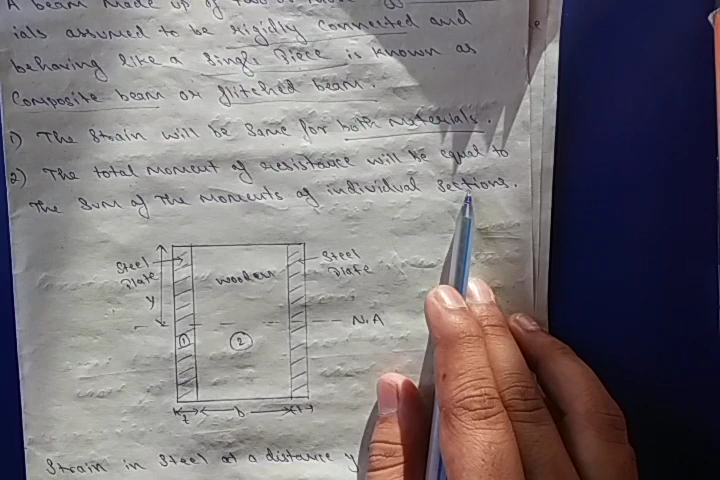 A beam made up of two or more
ials assumed to be rigidly connected and
behaving like a single piece is known as
Composite beam or flitched beam.
1) The strain will be same for both materials.
2) The total moment of resistance will be equal to
the sum of the moments of individual sections.
Steel Plate
wooden
Steel Plate
y
N.A
1
2
t
b
t
Strain in steel at a distance y